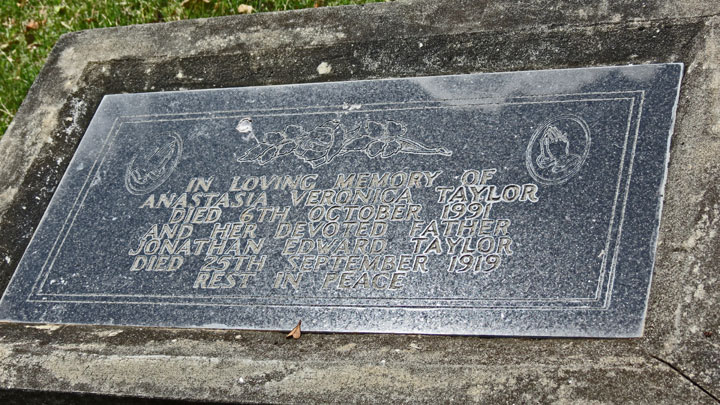 IN LOVING MEMORY OF
ANASTASIA VERONICA TAYLOR
DIED 6TH OCTOBER 1991
AND HER DEVOTED FATHER
JONATHAN EDWARD TAYLOR
DIED 29TH SEPTEMBER 1919
REST IN PEACE